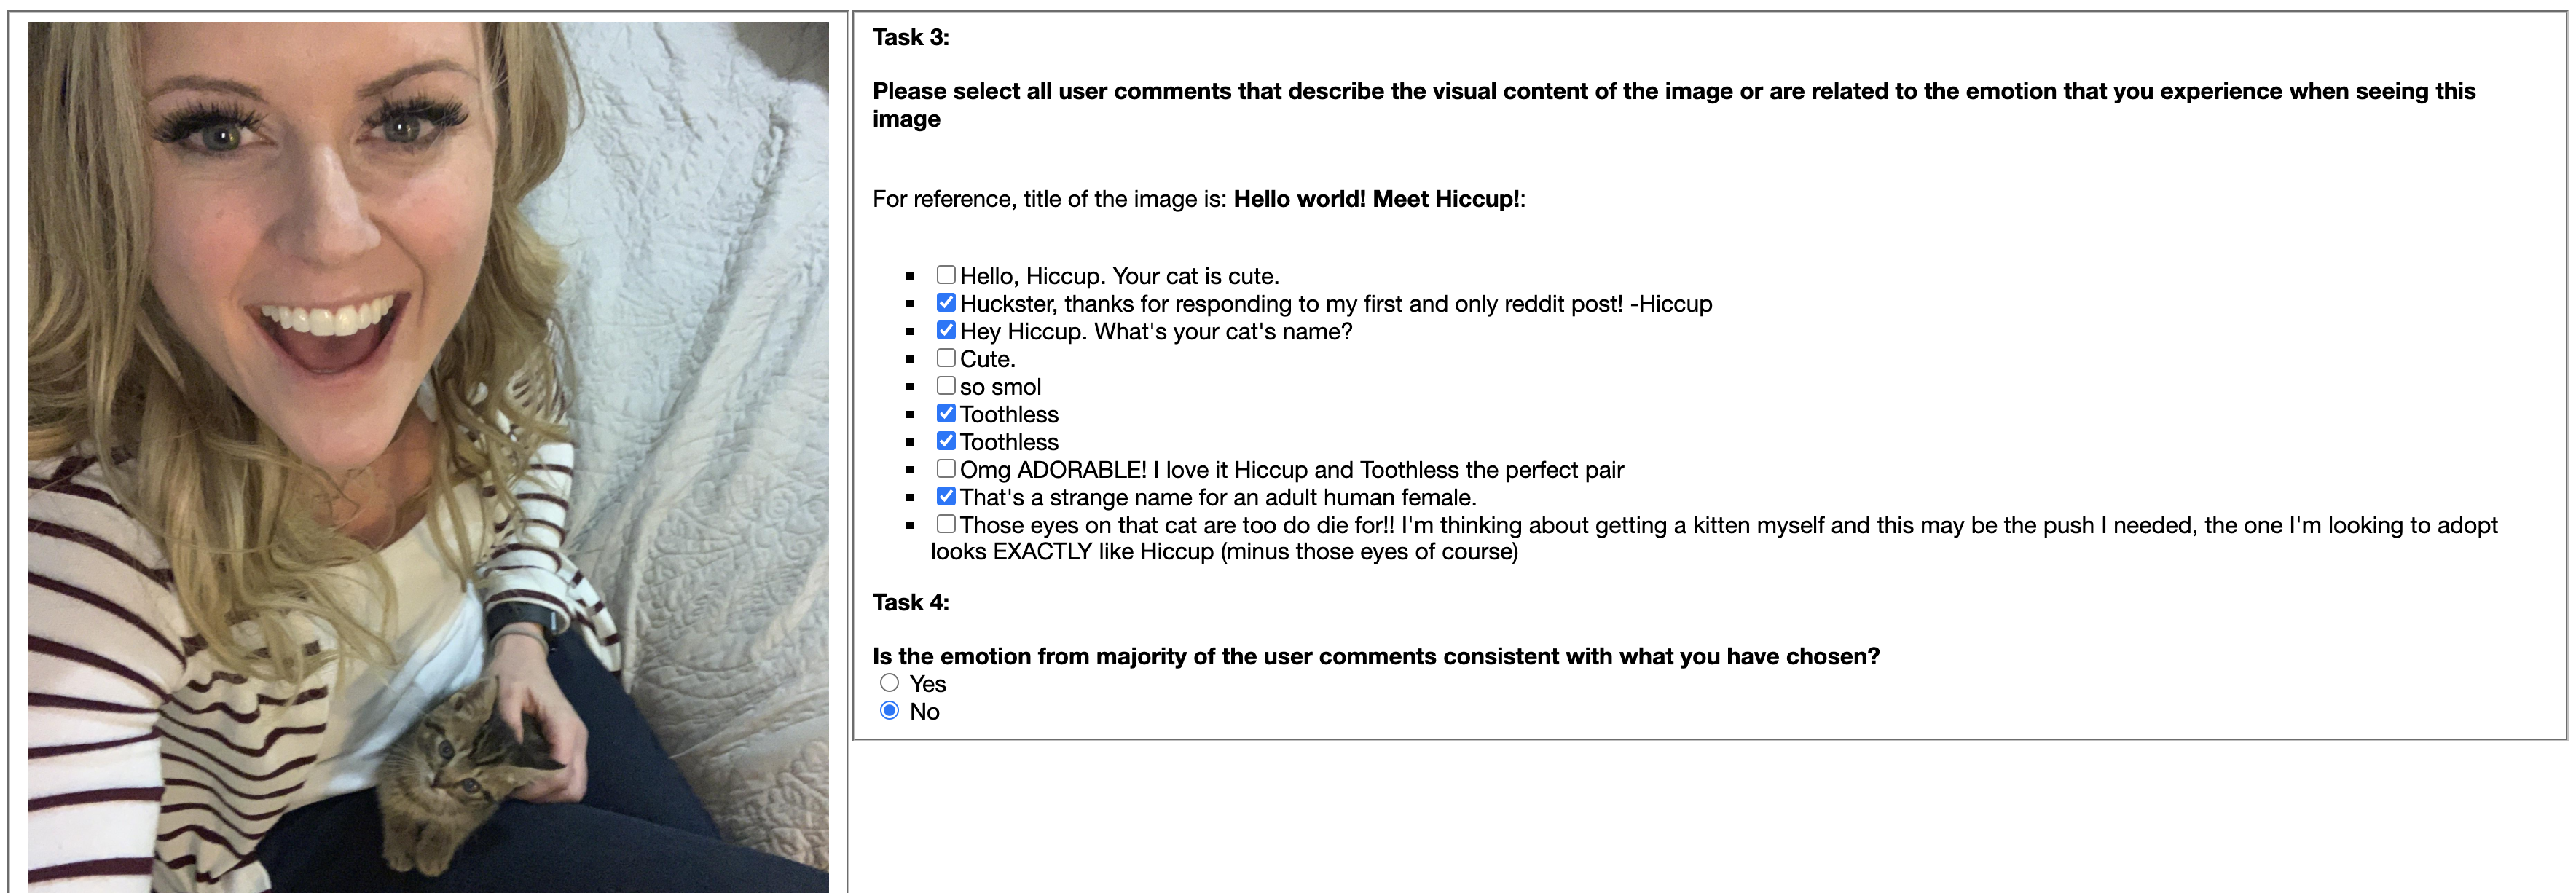 Task 3:
Please select all user comments that describe the visual content of the image or are related to the emotion that you experience when seeing this
image
For reference, title of the image is: Hello world! Meet Hiccup!:
Hello, Hiccup. Your cat is cute.
Huckster, thanks for responding to my first and only reddit post! -Hiccup
Hey Hiccup. What's your cat's name?
Cute.
so smol
Toothless
Toothless
Omg ADORABLE! I love it Hiccup and Toothless the perfect pair
That's a strange name for an adult human female.
Those eyes on that cat are too do die for!! I'm thinking about getting a kitten myself and this may be the push I needed, the one I'm looking to adopt
looks EXACTLY like Hiccup (minus those eyes of course)
Task 4:
Is the emotion from majority of the user comments consistent with what you have chosen?
Yes
No